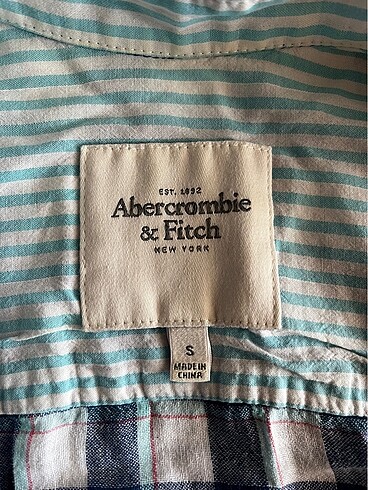 EST. 1892
Abercrombie
& Fitch
NEW YORK
S
MADE IN
CHINA